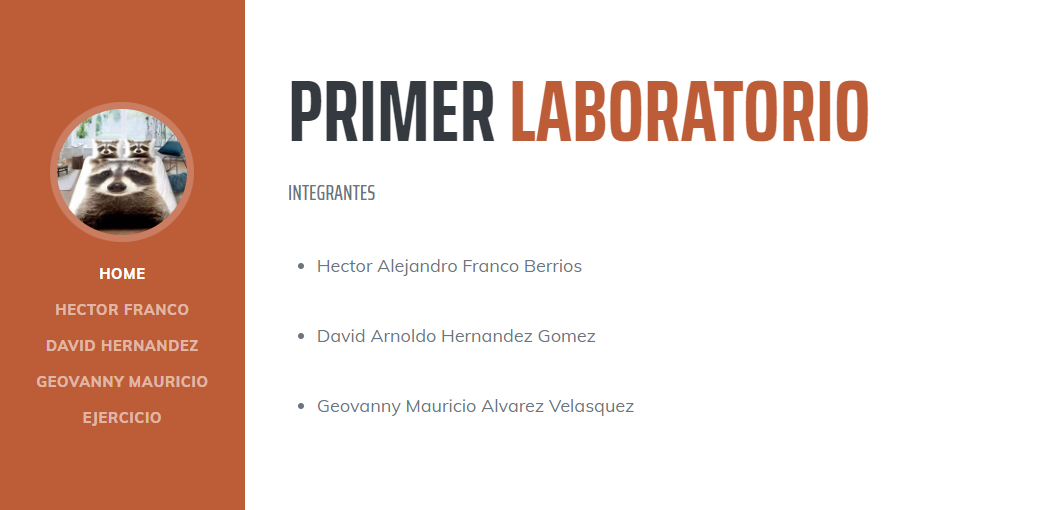 HOME
HECTOR FRANCO
DAVID HERNANDEZ
GEOVANNY MAURICIO
EJERCICIO
PRIMER LABORATORIO
INTEGRANTES
Hector Alejandro Franco Berrios
David Arnoldo Hernandez Gomez
Geovanny Mauricio Alvarez Velasquez